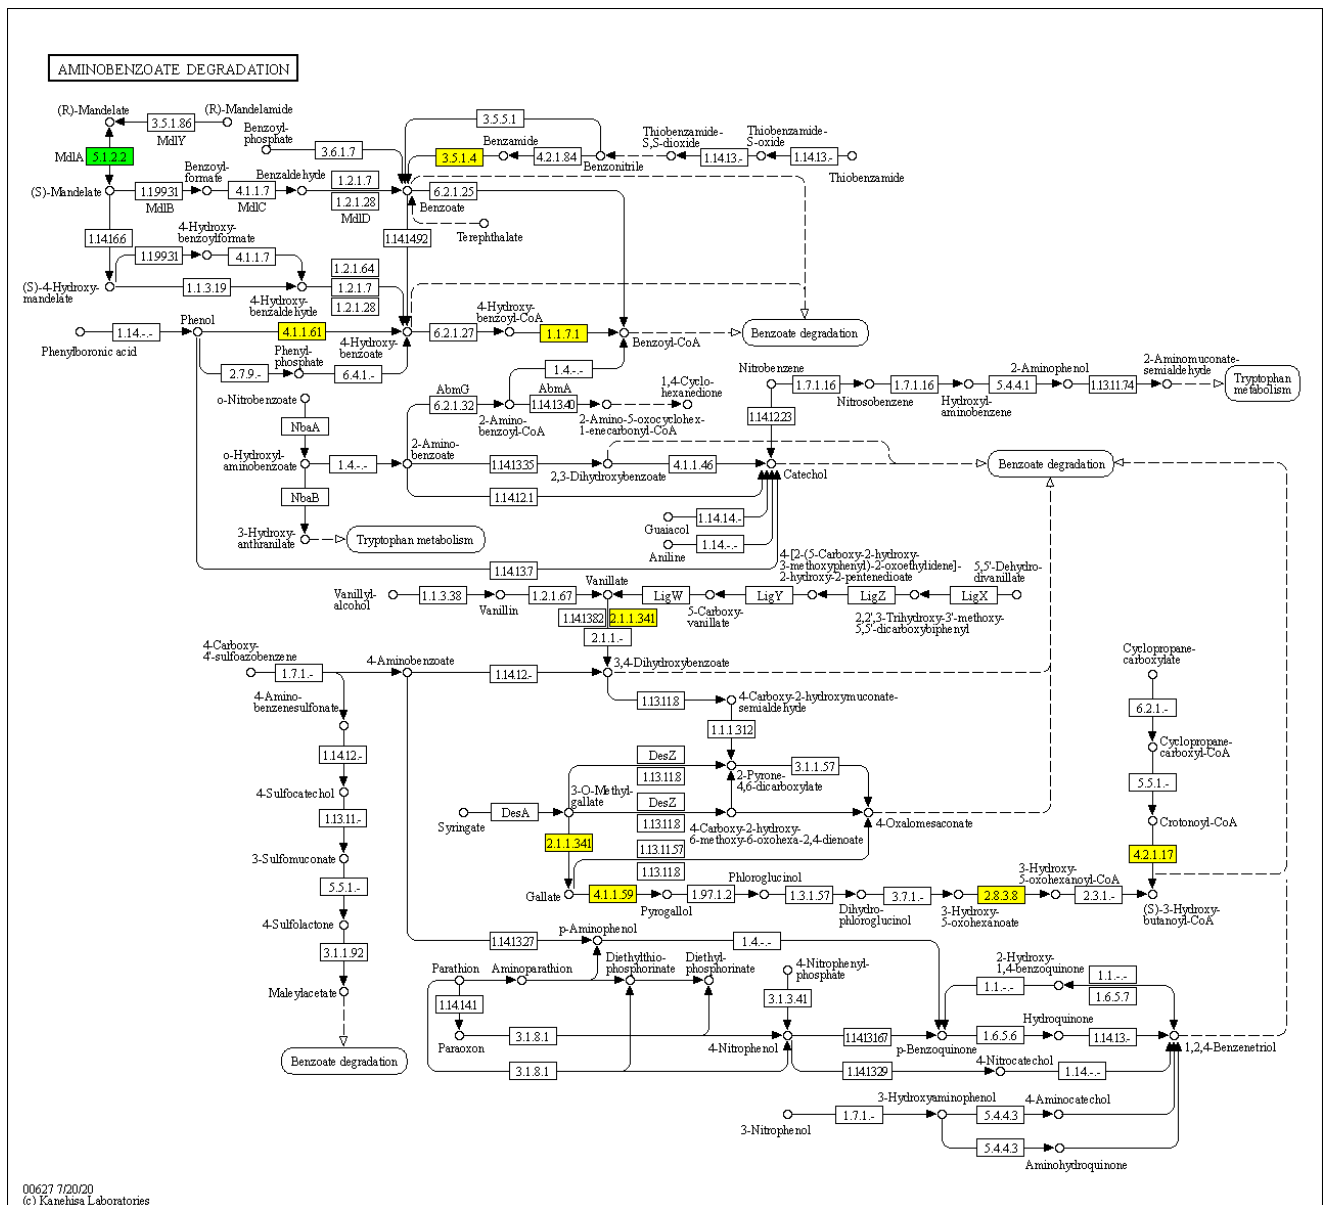 AMINOBENZOATE DEGRADATION
(R)-Mandelate
(R)-Mandelamide
3.5.1.86
MdlY
Benzoyl-
phosphate
3.6.1.7
3.5.5.1
Benzamide
3.5.1.4
4.2.1.84
Benzonitrile
Thiobenzamide-
S,S-dioxide
1.14.13.-
Thiobenzamide-
S-oxide
1.14.13.-
Thiobenzamide
MdlA
5.1.2.2
(S)-Mandelate
1.1.99.31
MdlB
Benzoyl-
formate
4.1.1.7
MdlC
Benzaldehyde
1.2.1.7
1.2.1.28
MdlD
6.2.1.25
Benzoate
Terephthalate
1.14.16.6
1.14.14.92
4-Hydroxy-
benzoylformate
1.1.99.31
4.1.1.7
1.2.1.64
1.2.1.7
1.2.1.28
(S)-4-Hydroxy-
mandelate
1.1.3.19
4-Hydroxy-
benzaldehyde
Phenylboronic acid
1.14.-.-
Phenol
4.1.1.61
4-Hydroxy-
benzoate
6.2.1.27
4-Hydroxy-
benzoyl-CoA
1.1.7.1
Benzoyl-CoA
Benzoate degradation
2.7.9.-
Phenyl-
phosphate
6.4.1.-
1.4.-.-
AbmG
6.2.1.32
2-Amino-
benzoyl-CoA
AbmA
1.14.13.40
2-Amino-5-oxocyclohex-
1-enecarbonyl-CoA
1,4-Cyclo-
hexanedione
Nitrobenzene
1.7.1.16
Nitrosobenzene
1.7.1.16
Hydroxyl-
aminobenzene
5.4.4.1
2-Aminophenol
1.13.11.74
2-Aminomuconate-
semialdehyde
Tryptophan
metabolism
1.14.12.23
o-Nitrobenzoate
NbaA
o-Hydroxyl-
aminobenzoate
1.4.-.-
2-Amino-
benzoate
1.14.13.35
2,3-Dihydroxybenzoate
4.1.1.46
Catechol
Benzoate degradation
1.14.12.1
NbaB
3-Hydroxy-
anthranilate
Tryptophan metabolism
Guaiacol
1.14.14.-
Aniline
1.14.-.-
1.14.13.7
Vanillyl-
alcohol
1.1.3.38
Vanillin
1.2.1.67
Vanillate
LigW
5-Carboxy-
vanillate
LigY
4-[2-(5-Carboxy-2-hydroxy-
3-methoxyphenyl)-2-oxoethylidene]-
2-hydroxy-2-pentenedioate
LigZ
2,2',3-Trihydroxy-3'-methoxy-
5,5'-dicarboxybiphenyl
LigX
5,5'-Dehydro-
divanillate
1.14.13.82
2.1.1.341
2.1.1.-
4-Carboxy-
4'-sulfoazobenzene
1.7.1.-
4-Aminobenzoate
1.14.12.-
3,4-Dihydroxybenzoate
4-Amino-
benzenesulfonate
1.14.12.-
4-Sulfocatechol
1.13.11.-
3-Sulfomuconate
5.5.1.-
4-Sulfolactone
3.1.1.92
Maleylacetate
Benzoate degradation
1.13.11.8
4-Carboxy-2-hydroxymuconate-
semialdehyde
1.1.1.312
DesZ
1.13.11.8
2-Pyrone-
4,6-dicarboxylate
3.1.1.57
Syringate
DesA
3-O-Methyl-
gallate
DesZ
1.13.11.8
4-Carboxy-2-hydroxy-
6-methoxy-6-oxohexa-2,4-dienoate
4-Oxalomesaconate
2.1.1.341
1.13.11.57
1.13.11.8
Gallate
4.1.1.59
Pyrogallol
1.97.1.2
Phloroglucinol
1.3.1.57
Dihydro-
phloroglucinol
3.7.1.-
3-Hydroxy-
5-oxohexanoate
2.8.3.8
3-Hydroxy-
5-oxohexanoyl-CoA
2.3.1.-
(S)-3-Hydroxy-
butanoyl-CoA
Cyclopropane-
carboxylate
6.2.1.-
Cyclopropane-
carboxyl-CoA
5.5.1.-
Crotonoyl-CoA
4.2.1.17
1.14.13.27
p-Aminophenol
1.4.-.-
Parathion
Aminoparathion
Diethylthio-
phosphorinate
Diethyl-
phosphorinate
4-Nitrophenyl-
phosphate
3.1.3.41
1.14.14.1
Paraoxon
3.1.8.1
3.1.8.1
4-Nitrophenol
1.14.13.167
p-Benzoquinone
1.6.5.6
Hydroquinone
1.14.13.-
1,2,4-Benzenetriol
2-Hydroxy-
1,4-benzoquinone
1.1.-.-
1.1.-.-
1.6.5.7
1.14.13.29
4-Nitrocatechol
1.14.-.-
3-Nitrophenol
1.7.1.-
3-Hydroxyaminophenol
5.4.4.3
4-Aminocatechol
5.4.4.3
Aminohydroquinone
00627 7/20/20
(c) Kanehisa Laboratories